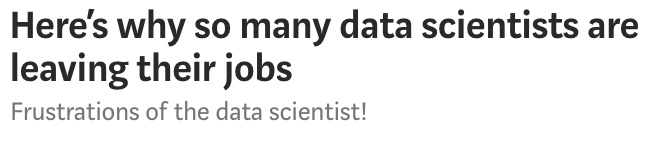 Here’s why so many data scientists are
leaving their jobs
Frustrations of the data scientist!